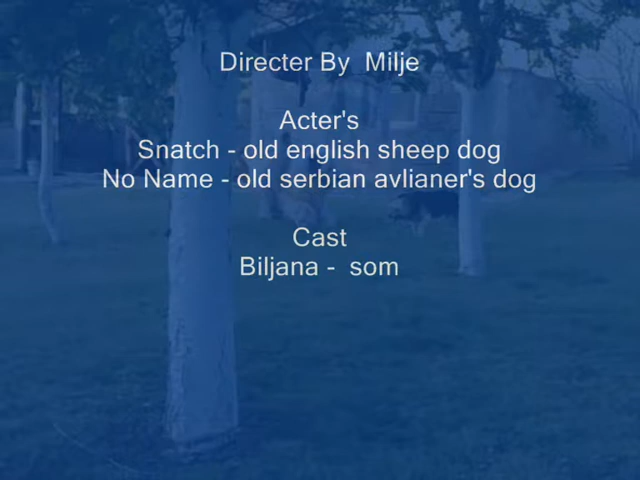 Directer By  Milje
Acter's
Snatch - old english sheep dog
No Name - old serbian avlianer's dog
Cast
Biljana -  som